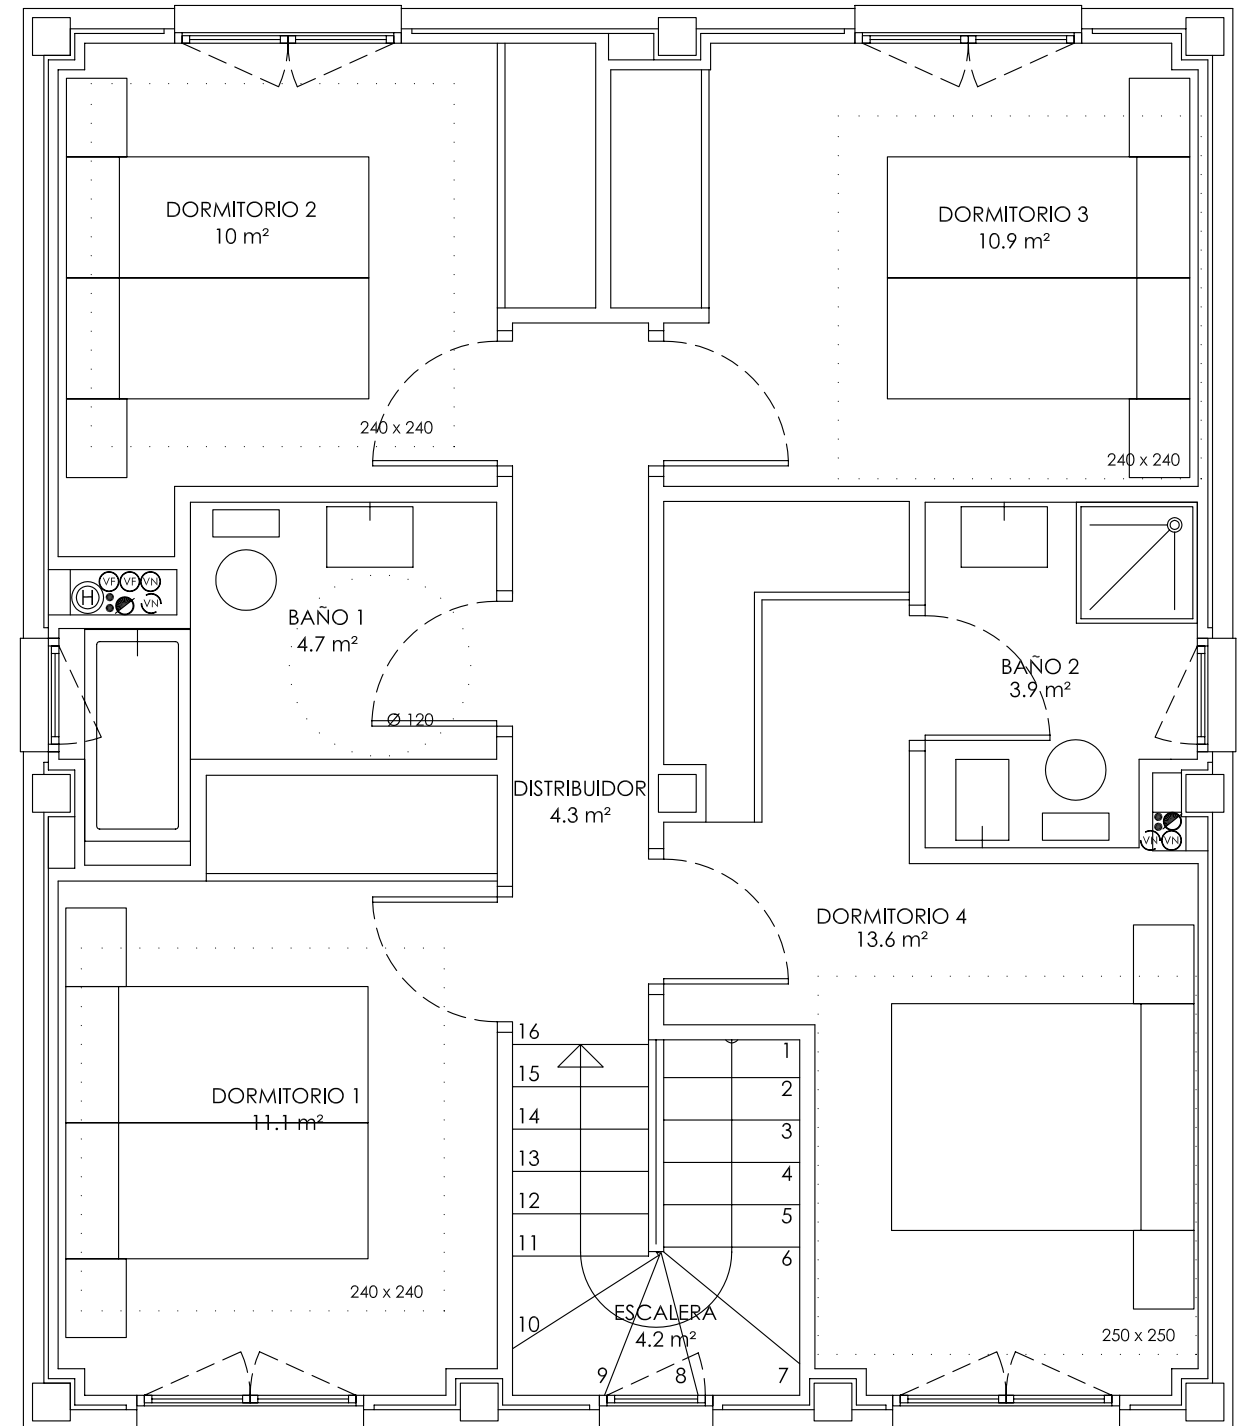 DORMITORIO 2
10 m²
DORMITORIO 3
10.9 m²
240 x 240
240 x 240
H
VF
VF
VN
VN
BAÑO 1
4.7 m²
Ø 120
BAÑO 2
3.9 m²
DISTRIBUIDOR
4.3 m²
VN
VN
DORMITORIO 4
13.6 m²
DORMITORIO 1
11.1 m²
240 x 240
16
15
14
13
12
11
10
9
8
7
1
2
3
4
5
6
ESCALERA
4.2 m²
250 x 250